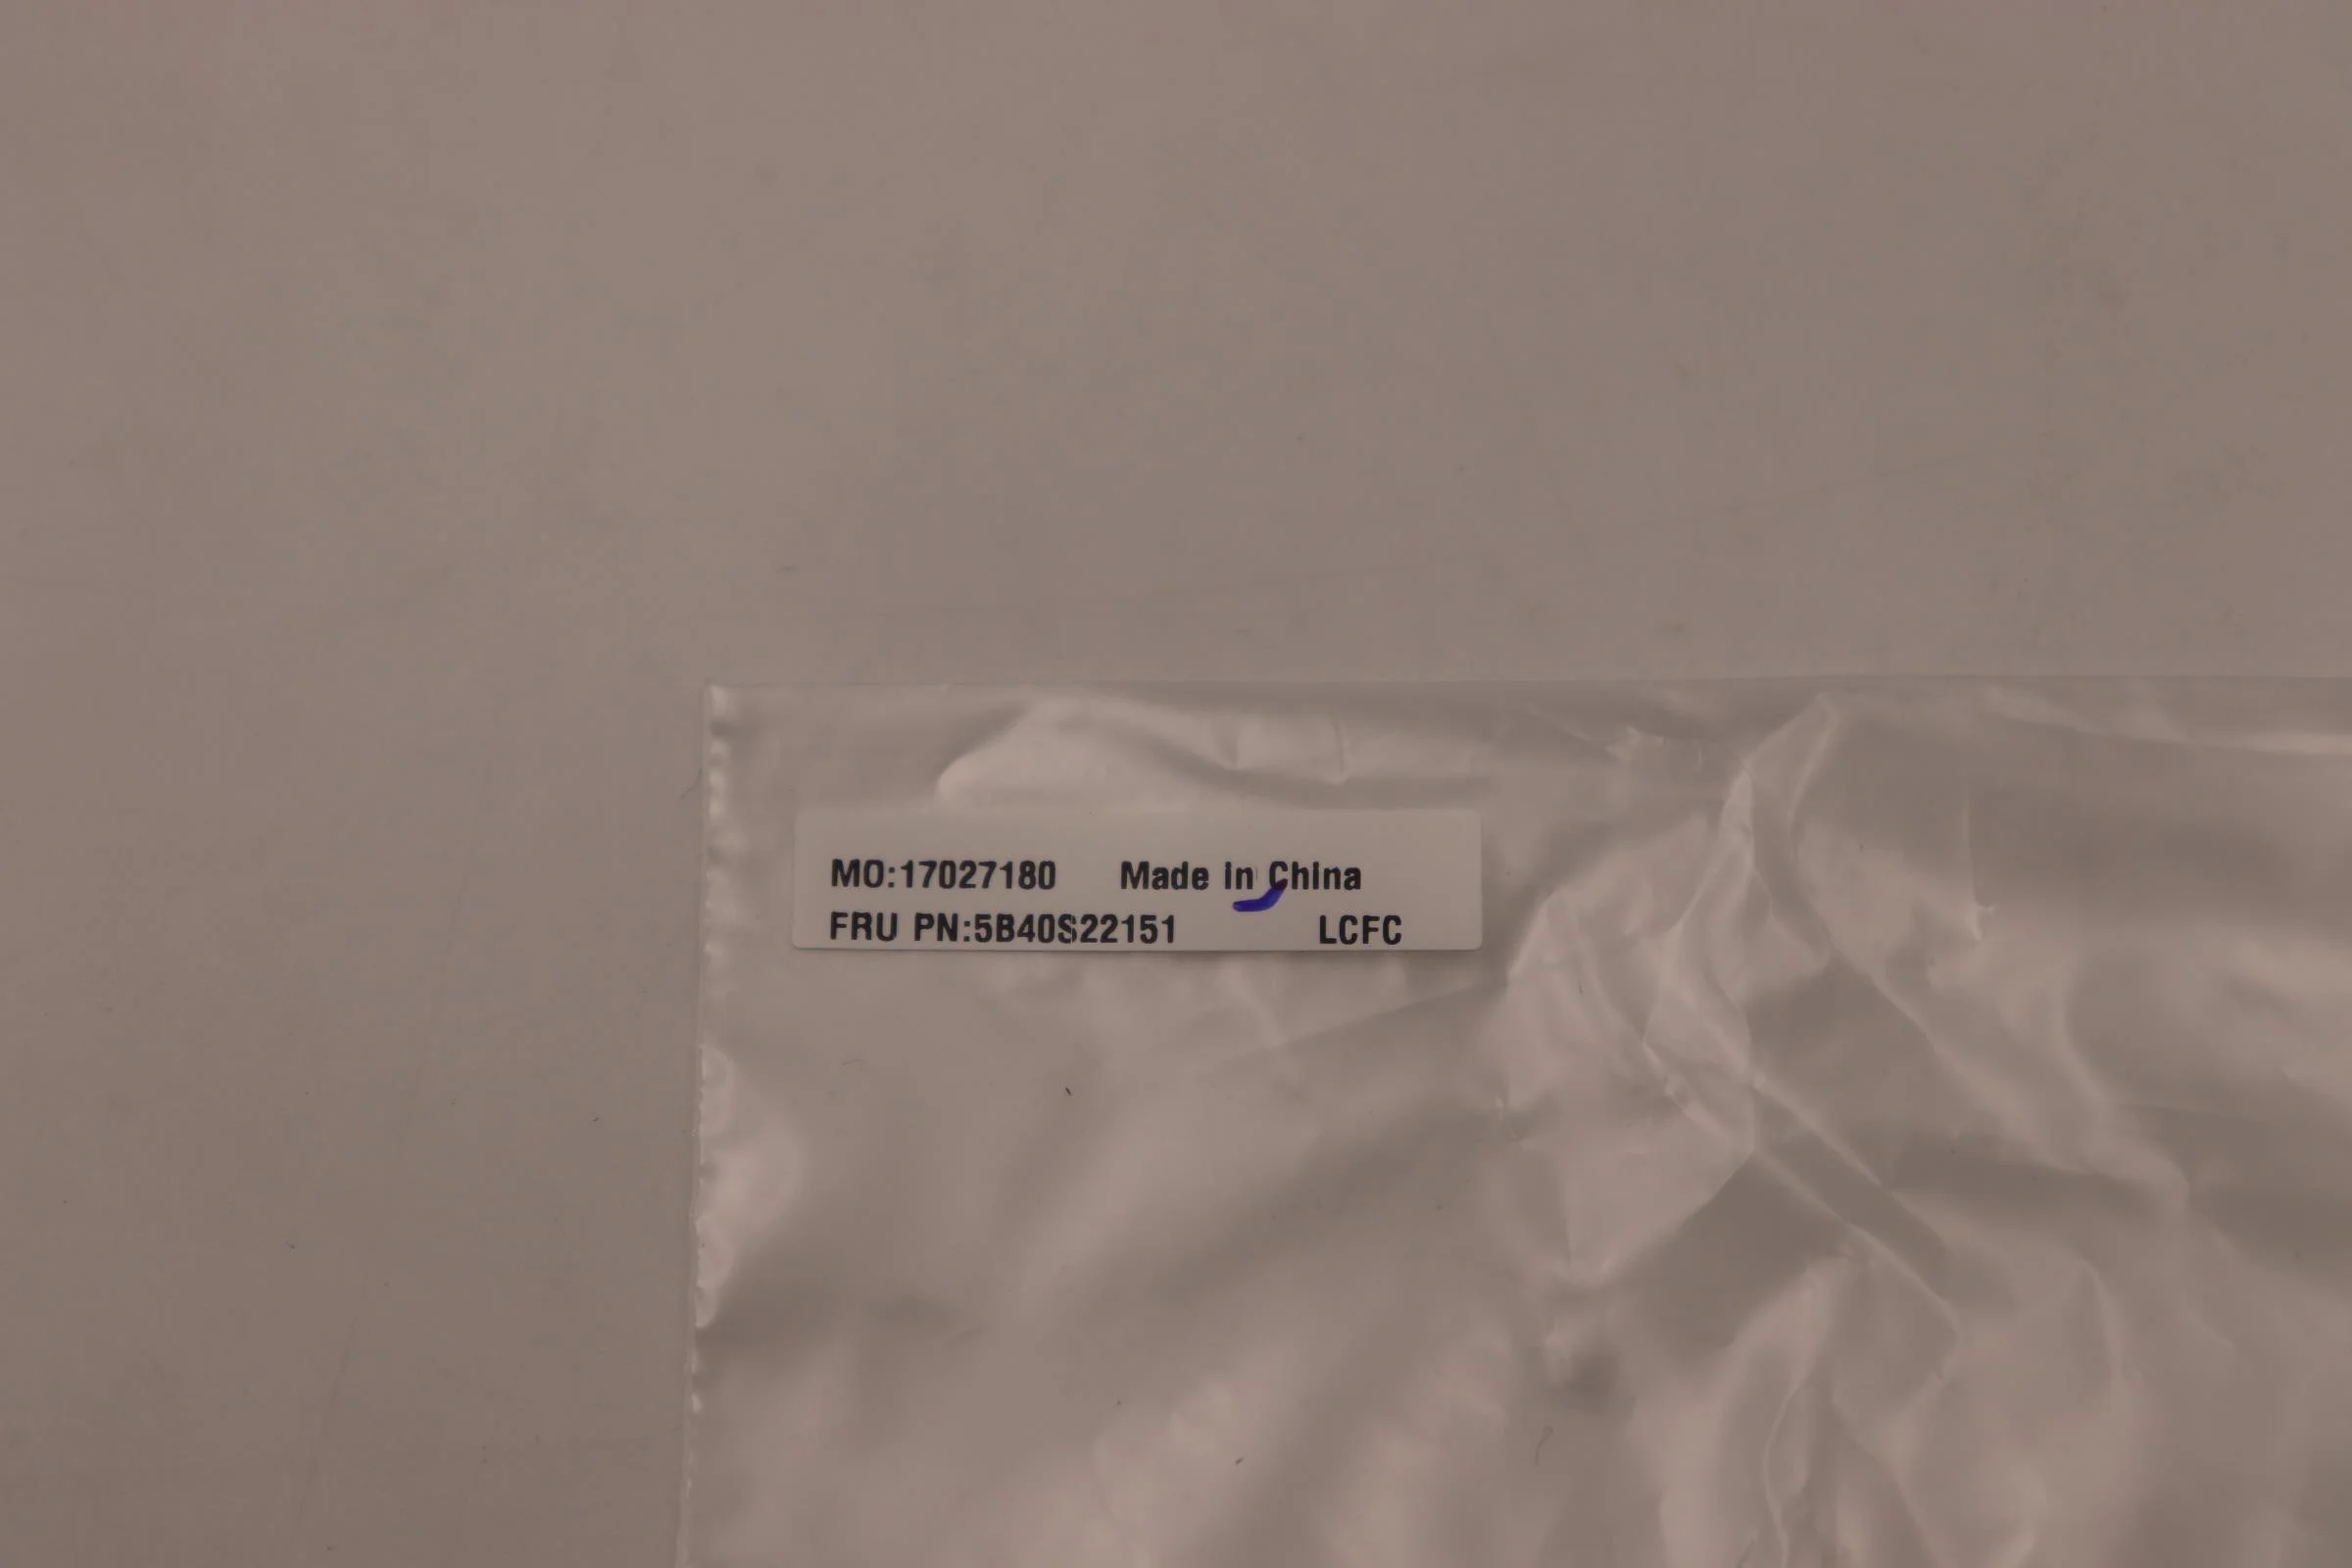 MO:17027180 Made in China
FRU PN:5B40S22151 LCFC